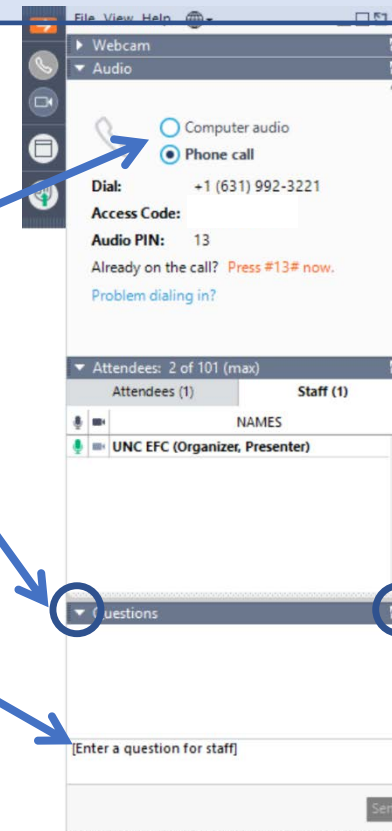 File View Help
Webcam
Audio
Computer audio
Phone call
Dial: +1 (631) 992-3221
Access Code:
Audio PIN: 13
Already on the call? Press #13# now.
Problem dialing in?
Attendees: 2 of 101 (max)
Attendees (1) Staff (1)
NAMES
UNC EFC (Organizer, Presenter)
Questions
[Enter a question for staff]